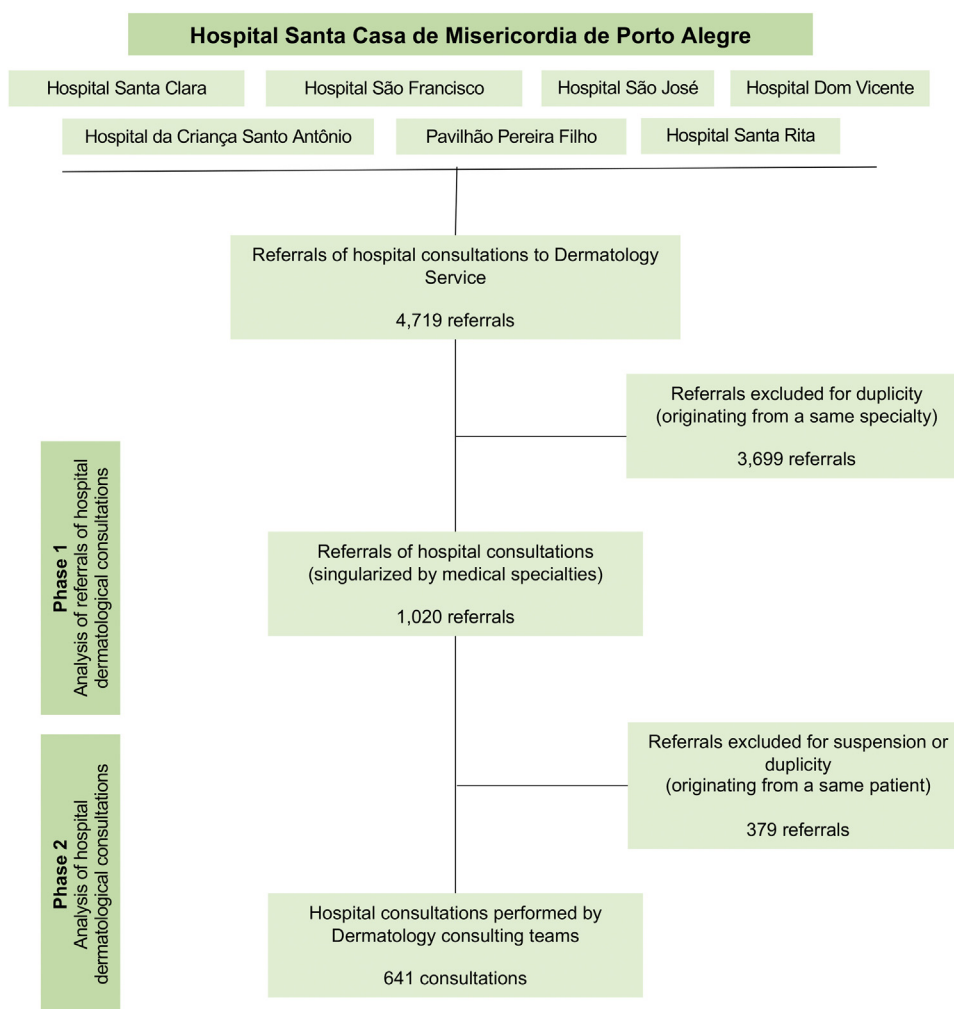 Hospital Santa Casa de Misericordia de Porto Alegre
Hospital Santa Clara
Hospital São Francisco
Hospital São José
Hospital Dom Vicente
Hospital da Criança Santo Antônio
Pavilhão Pereira Filho
Hospital Santa Rita
Referrals of hospital consultations to Dermatology
Service
4,719 referrals
Referrals excluded for duplicity
(originating from a same specialty)
3,699 referrals
Phase 1
Analysis of referrals of hospital
dermatological consultations
Referrals of hospital consultations
(singularized by medical specialties)
1,020 referrals
Referrals excluded for suspension or
duplicity
(originating from a same patient)
379 referrals
Phase 2
Analysis of hospital
dermatological consultations
Hospital consultations performed by
Dermatology consulting teams
641 consultations